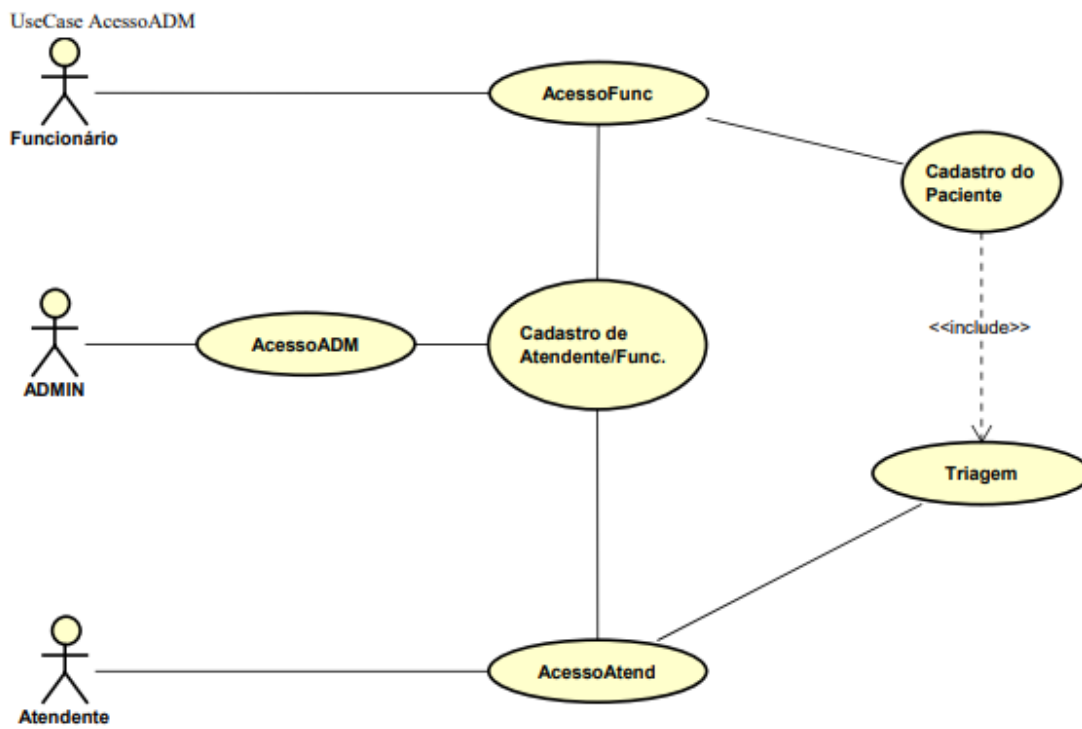 UseCase AcessoADM
AcessoFunc
Funcionário
Cadastro do
Paciente
<<include>>
Cadastro de
Atendente/Func.
AcessoADM
ADMIN
Triagem
AcessoAtend
Atendente